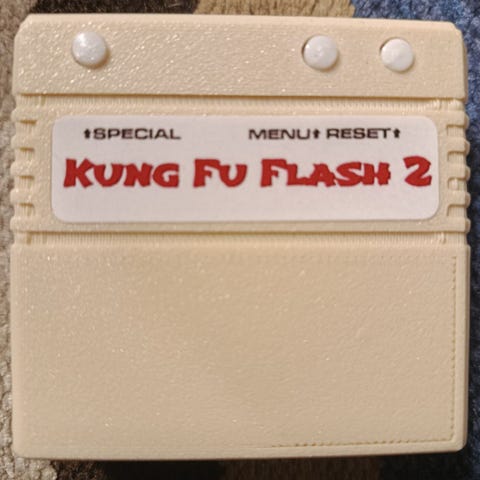 ⬆SPECIAL MENU⬆ RESET⬆
KUNG FU FLASH 2